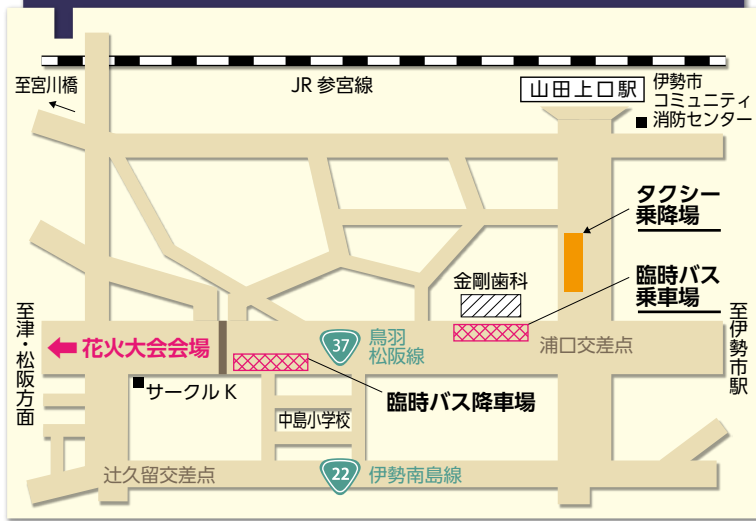 至宮川橋
JR 参宮線
山田上口駅
伊勢市
コミュニティ
消防センター
タクシー
乗降場
金剛歯科
臨時バス
乗車場
至津・松阪方面
花火大会会場
37
鳥羽
松阪線
浦口交差点
至伊勢市駅
サークル K
臨時バス降車場
中島小学校
辻久留交差点
22
伊勢南島線